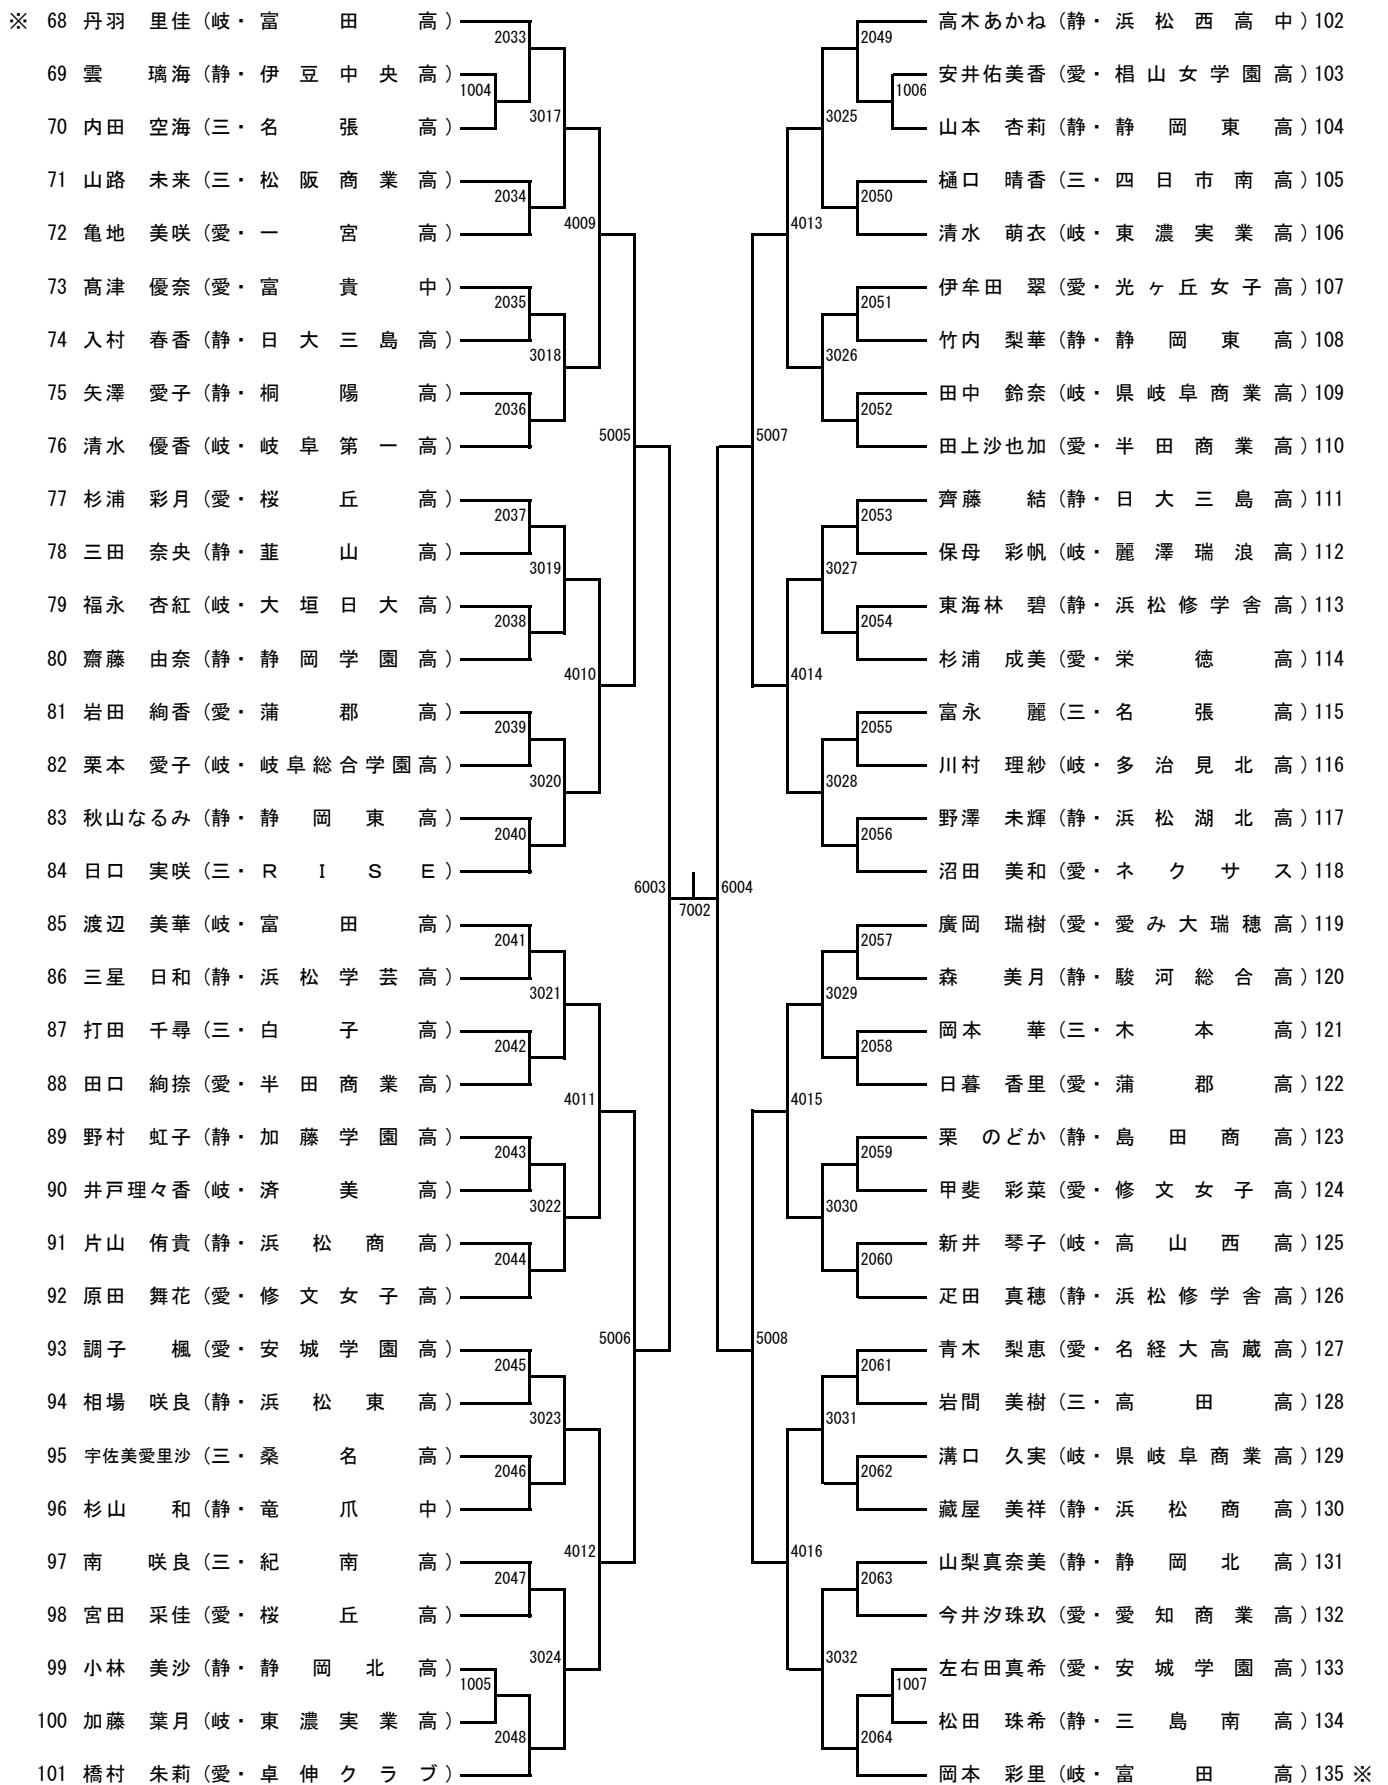 ※ 68 丹羽 里佳 (岐・富田高)
2033
69 雲 璃海 (静・伊豆中央高)
1004
3017
70 内田 空海 (三・名張高)
71 山路 未来 (三・松阪商業高)
2034
4009
72 亀地 美咲 (愛・一宮高)
73 髙津 優奈 (愛・富貴中)
2035
74 入村 春香 (静・日大三島高)
3018
75 矢澤 愛子 (静・桐陽高)
2036
5005
76 清水 優香 (岐・岐阜第一高)
77 杉浦 彩月 (愛・桜丘高)
2037
78 三田 奈央 (静・韮山高)
3019
79 福永 杏紅 (岐・大垣日大高)
2038
80 齋藤 由奈 (静・静岡学園高)
4010
81 岩田 絢香 (愛・蒲郡高)
2039
82 栗本 愛子 (岐・岐阜総合学園高)
3020
83 秋山なるみ (静・静岡東高)
2040
84 日口 実咲 (三・RISE)
6003
7002
85 渡辺 美華 (岐・富田高)
2041
86 三星 日和 (静・浜松学芸高)
3021
87 打田 千尋 (三・白子高)
2042
88 田口 絢捺 (愛・半田商業高)
4011
89 野村 虹子 (静・加藤学園高)
2043
90 井戸理々香 (岐・済美高)
3022
91 片山 侑貴 (静・浜松商高)
2044
92 原田 舞花 (愛・修文女子高)
5006
93 調子 楓 (愛・安城学園高)
2045
94 相場 咲良 (静・浜松東高)
3023
95 宇佐美愛里沙 (三・桑名高)
2046
96 杉山 和 (静・竜爪中)
4012
97 南 咲良 (三・紀南高)
2047
98 宮田 采佳 (愛・桜丘高)
3024
99 小林 美沙 (静・静岡北高)
1005
100 加藤 葉月 (岐・東濃実業高)
2048
101 橋村 朱莉 (愛・卓伸クラブ)
高木あかね (静・浜松西高中) 102
2049
安井佑美香 (愛・椙山女学園高) 103
1006
3025
山本 杏莉 (静・静岡東高) 104
樋口 晴香 (三・四日市南高) 105
2050
4013
清水 萌衣 (岐・東濃実業高) 106
伊牟田 翠 (愛・光ヶ丘女子高) 107
2051
竹内 梨華 (静・静岡東高) 108
3026
田中 鈴奈 (岐・県岐阜商業高) 109
2052
5007
田上沙也加 (愛・半田商業高) 110
齊藤 結 (静・日大三島高) 111
2053
保母 彩帆 (岐・麗澤瑞浪高) 112
3027
東海林 碧 (静・浜松修学舎高) 113
2054
杉浦 成美 (愛・栄徳高) 114
4014
富永 麗 (三・名張高) 115
2055
川村 理紗 (岐・多治見北高) 116
3028
野澤 未輝 (静・浜松湖北高) 117
2056
沼田 美和 (愛・ネクサス) 118
6004
廣岡 瑞樹 (愛・愛み大瑞穂高) 119
2057
森 美月 (静・駿河総合高) 120
3029
岡本 華 (三・木本高) 121
2058
日暮 香里 (愛・蒲郡高) 122
4015
栗 のどか (静・島田商高) 123
2059
甲斐 彩菜 (愛・修文女子高) 124
3030
新井 琴子 (岐・高山西高) 125
2060
疋田 真穂 (静・浜松修学舎高) 126
5008
青木 梨恵 (愛・名経大高蔵高) 127
2061
岩間 美樹 (三・高田高) 128
3031
溝口 久実 (岐・県岐阜商業高) 129
2062
藏屋 美祥 (静・浜松商高) 130
4016
山梨真奈美 (静・静岡北高) 131
2063
今井汐珠玖 (愛・愛知商業高) 132
3032
左右田真希 (愛・安城学園高) 133
1007
松田 珠希 (静・三島南高) 134
2064
岡本 彩里 (岐・富田高) 135 ※